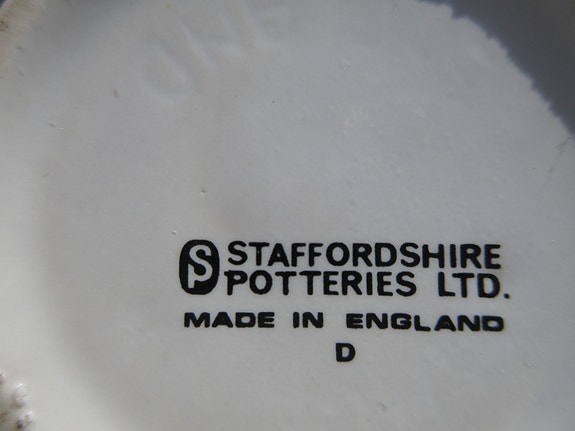 STAFFORDSHIRE
POTTERIES LTD.
MADE IN ENGLAND
D